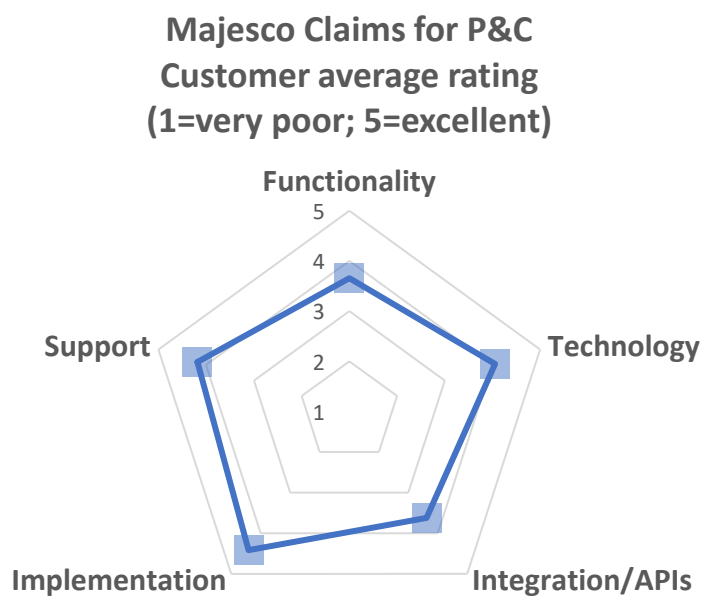 Majesco Claims for P&C
Customer average rating
(1=very poor; 5=excellent)
Functionality
5
4
3
Support
Technology
2
1
Implementation
Integration/APIs